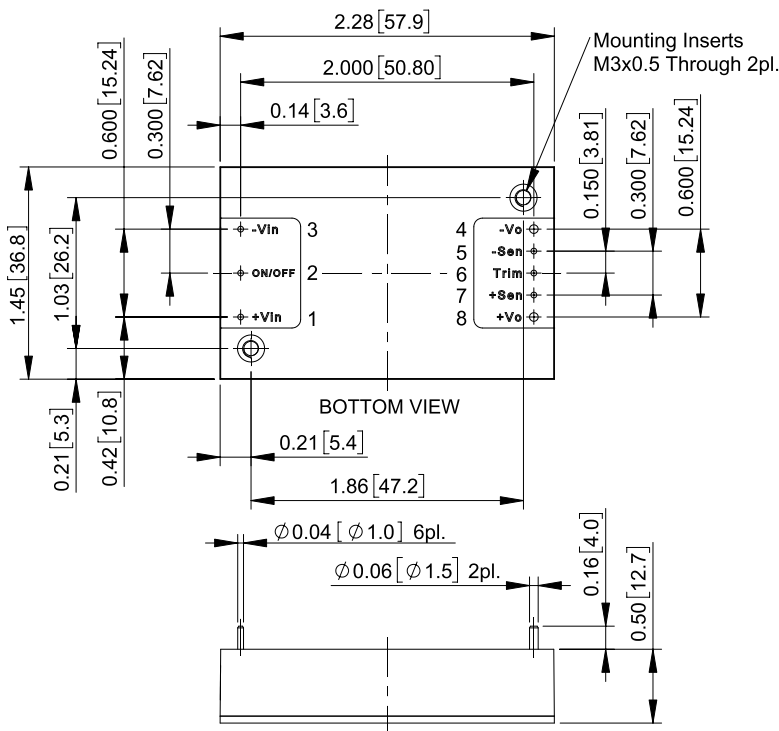 2.28 [57.9]
Mounting Inserts
M3x0.5 Through 2pl.
2.000 [50.80]
0.14 [3.6]
0.600 [15.24]
0.300 [7.62]
0.150 [3.81]
0.300 [7.62]
0.600 [15.24]
1.45 [36.8]
1.03 [26.2]
-Vin 3
ON/OFF 2
+Vin 1
4 -Vo
5 -Sen
6 Trim
7 +Sen
8 +Vo
BOTTOM VIEW
0.21 [5.3]
0.42 [10.8]
0.21 [5.4]
1.86 [47.2]
∅0.04 [∅1.0] 6pl.
∅0.06 [∅1.5] 2pl.
0.16 [4.0]
0.50 [12.7]